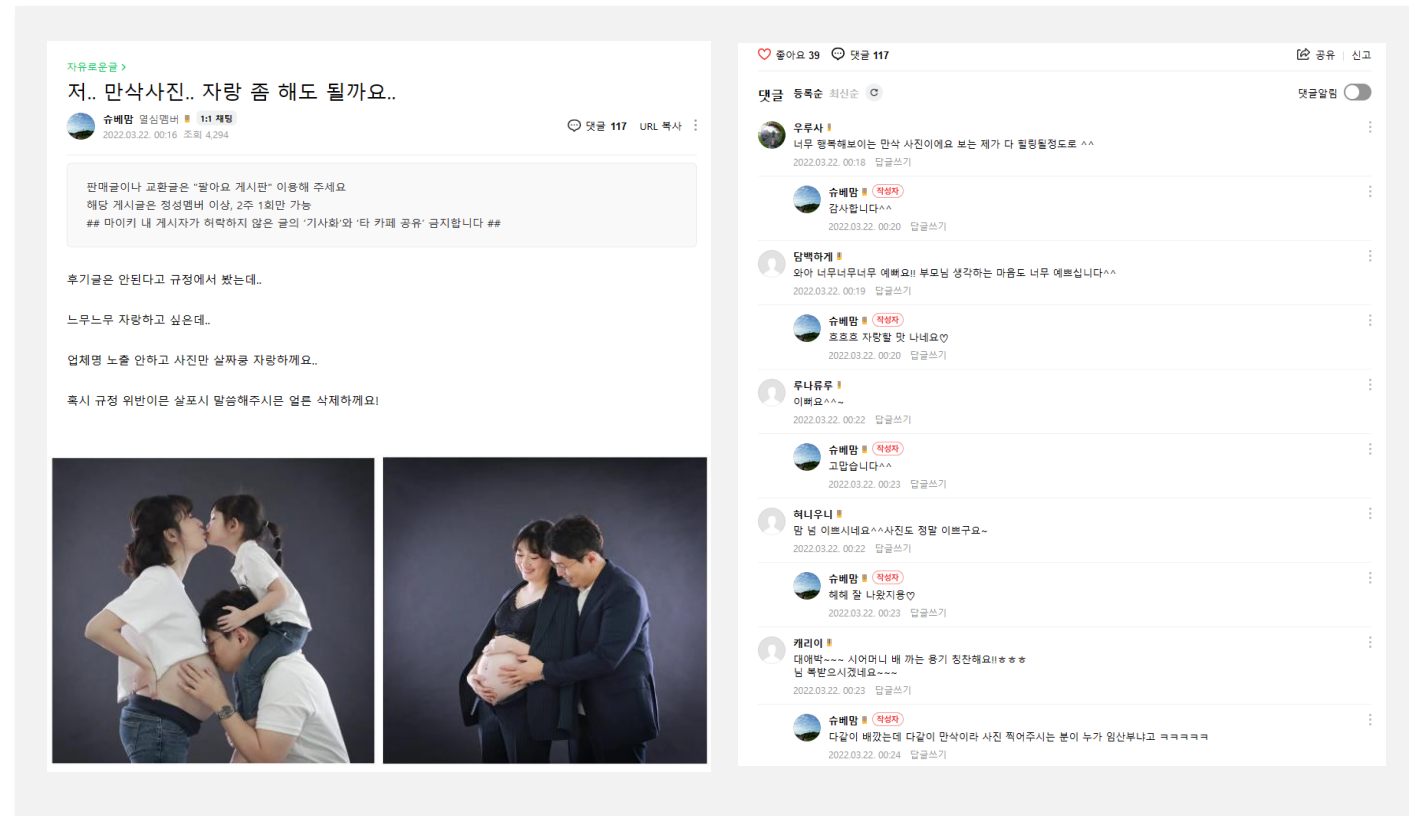 자유로운글 >
저.. 만삭사진.. 자랑 좀 해도 될까요..
슈베맘 열심멤버 1:1 채팅
2022.03.22. 00:16 조회 4,294
댓글 117 URL 복사
판매글이나 교환글은 "팔아요 게시판" 이용해 주세요
해당 게시글은 정성멤버 이상, 2주 1회만 가능
## 마이키 내 게시자가 허락하지 않은 글의 '기사화'와 '타 카페 공유' 금지합니다 ##
후기글은 안된다고 규정에서 봤는데..
느무느무 자랑하고 싶은데..
업체명 노출 안하고 사진만 살짜쿵 자랑하께요..
혹시 규정 위반이믄 살포시 말씀해주시믄 얼른 삭제하께요!
좋아요 39 댓글 117
공유 신고
댓글 등록순 최신순
댓글알림
우루사
너무 행복해보이는 만삭 사진이에요 보는 제가 다 힐링될정도로 ^^
2022.03.22. 00:18 답글쓰기
슈베맘 작성자
감사합니다^^
2022.03.22. 00:20 답글쓰기
담백하게
와아 너무너무너무 예뻐요!! 부모님 생각하는 마음도 너무 예쁘십니다^^
2022.03.22. 00:19 답글쓰기
슈베맘 작성자
흐흐흐 자랑할 맛 나네요♡
2022.03.22. 00:20 답글쓰기
루나류루
이뻐요^^~
2022.03.22. 00:22 답글쓰기
슈베맘 작성자
고맙습니다^^
2022.03.22. 00:23 답글쓰기
혀니우니
맘 넘 이쁘시네요^^사진도 정말 이쁘구요~
2022.03.22. 00:22 답글쓰기
슈베맘 작성자
헤헤 잘 나왔지용♡
2022.03.22. 00:23 답글쓰기
캐리이
대애박~~~ 시어머니 배 까는 용기 칭찬해요!!ㅎㅎㅎ
님 복받으시겠네요~~~
2022.03.22. 00:23 답글쓰기
슈베맘 작성자
다같이 배깠는데 다같이 만삭이라 사진 찍어주시는 분이 누가 임산부냐고 ㅋㅋㅋㅋㅋ
2022.03.22. 00:24 답글쓰기